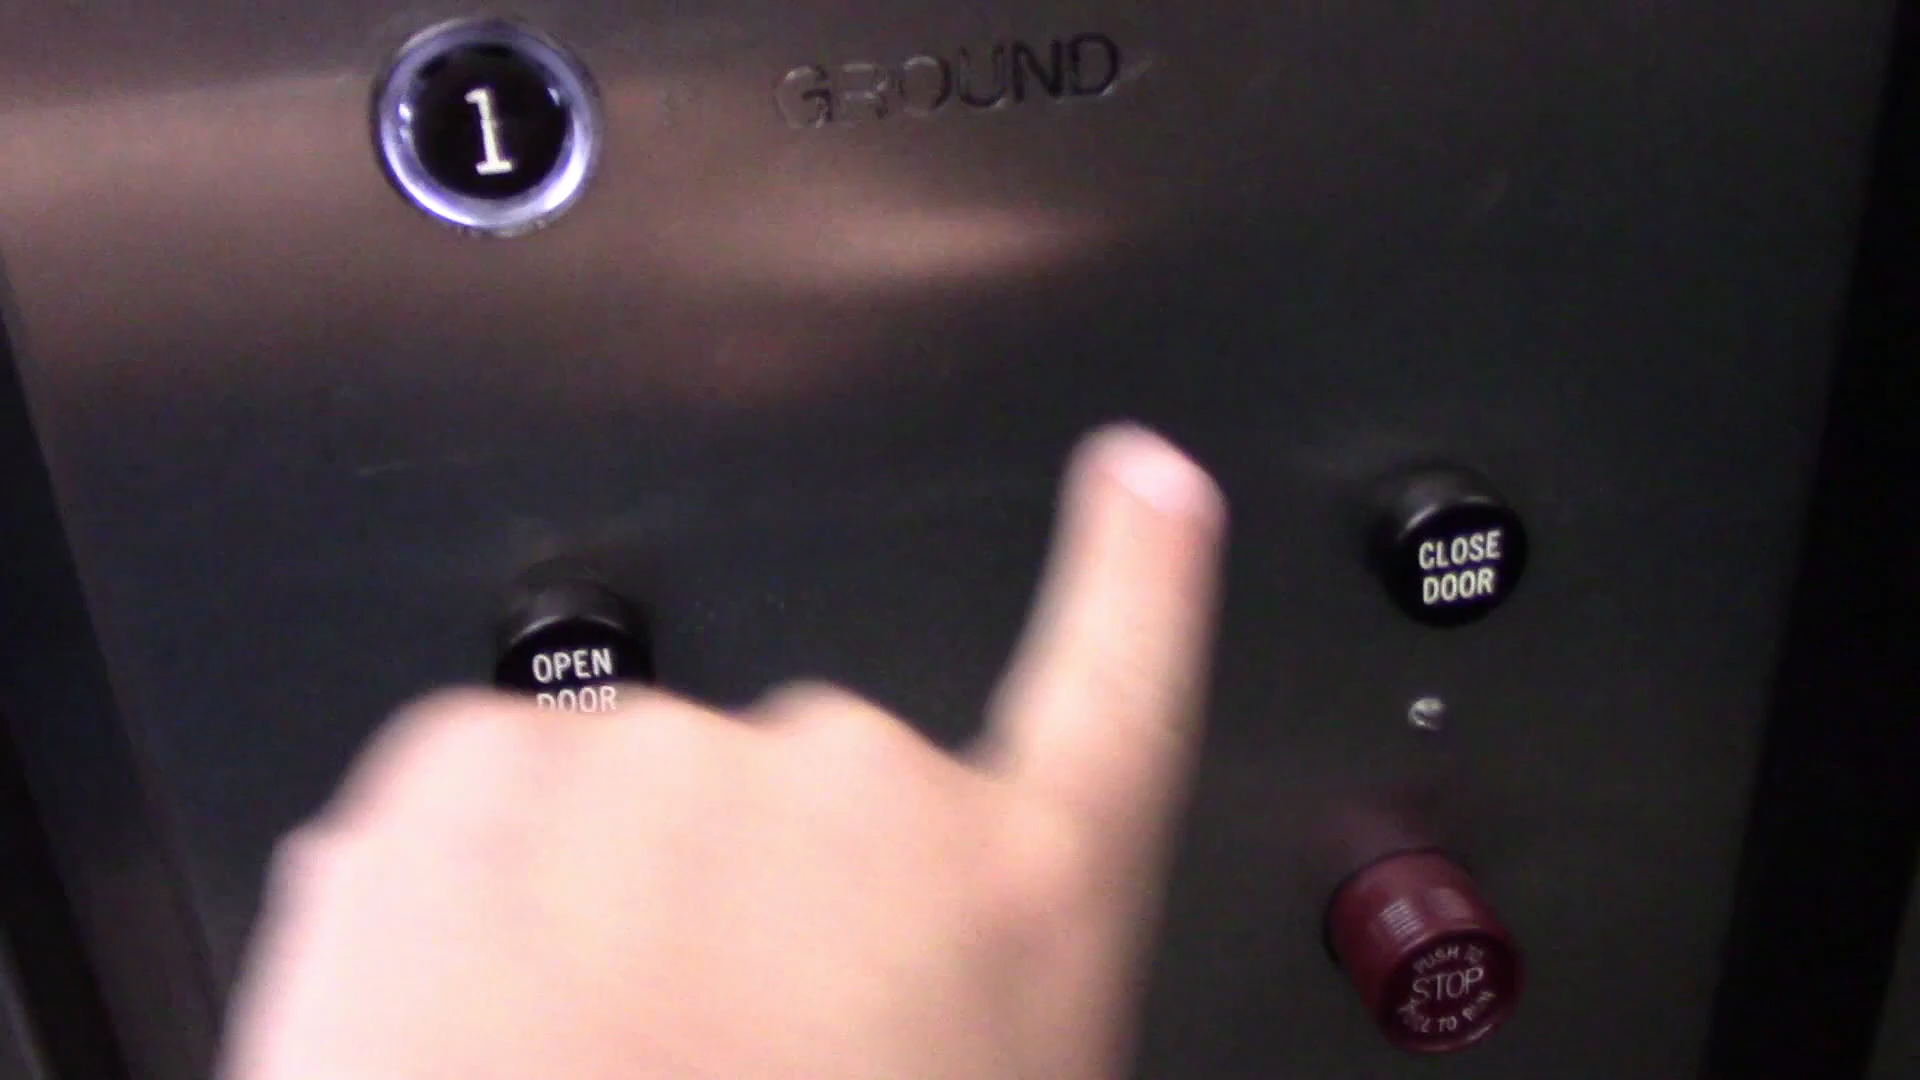 1
GROUND
OPEN
DOOR
CLOSE
DOOR
PUSH TO
STOP
PULL TO RUN